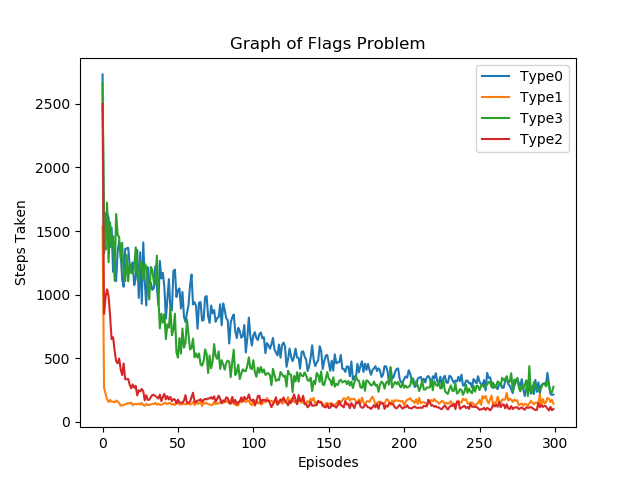 Graph of Flags Problem
Type0
Type1
Type3
Type2
2500
2000
1500
1000
500
0
Steps Taken
0 50 100 150 200 250 300
Episodes